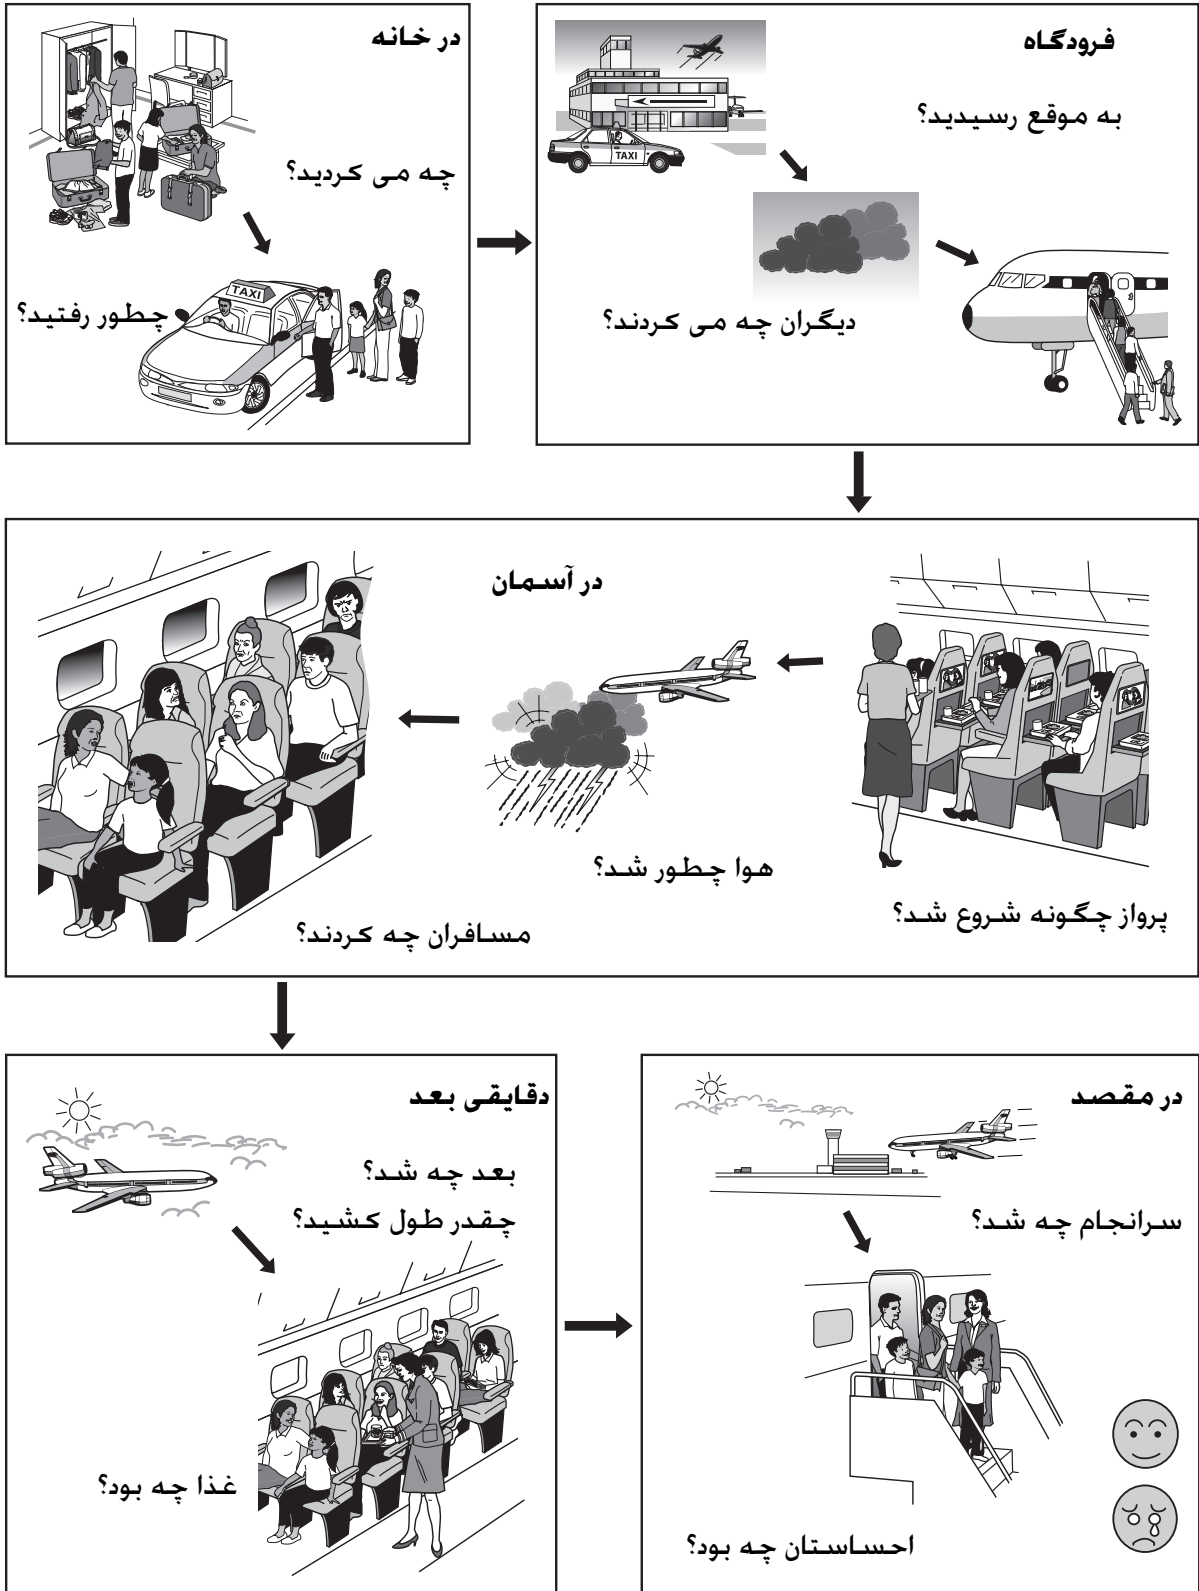 در خانه
چه می کردید؟
TAXI
چطور رفتید؟
فرودگاه
به موقع رسیدید؟
TAXI
دیگران چه می کردند؟
در آسمان
پرواز چگونه شروع شد؟
هوا چطور شد؟
مسافران چه کردند؟
دقایقی بعد
بعد چه شد؟
چقدر طول کشید؟
غذا چه بود؟
در مقصد
سرانجام چه شد؟
احساستان چه بود؟